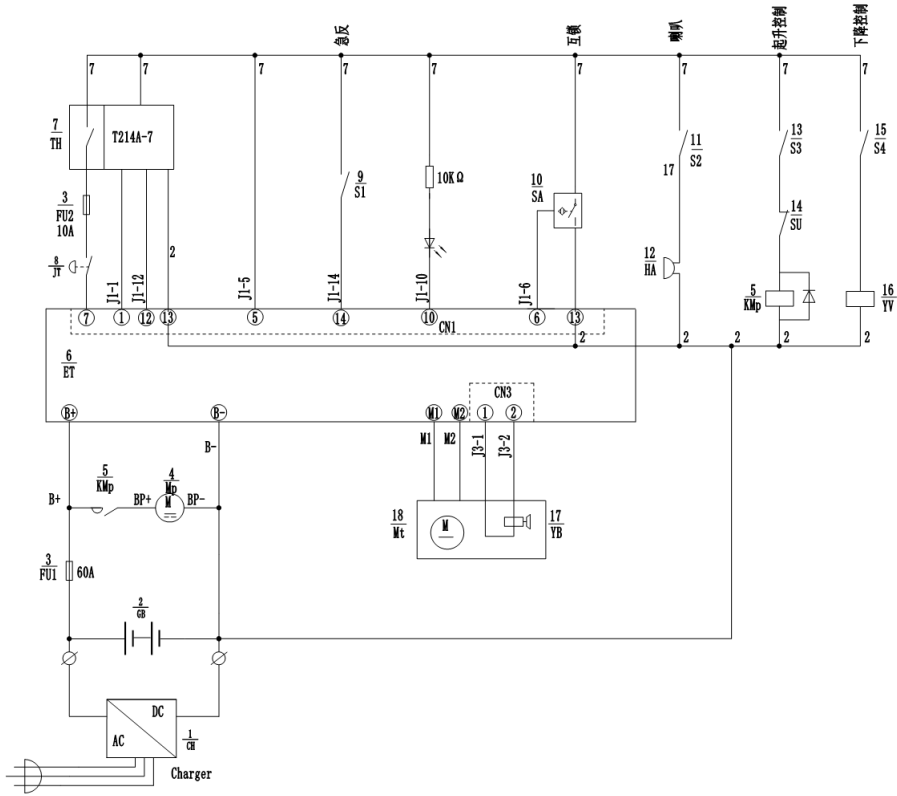 急反
互锁
喇叭
起升控制
下降控制
7
7
7
7
7
7
7
7
7
7
TH
T214A-7
3
FU2
10A
8
JT
J1-1
J1-12
2
J1-5
9
S1
J1-14
10KΩ
J1-10
10
SA
J1-6
11
S2
17
12
HA
13
S3
14
SU
5
KMp
15
S4
16
YV
7
1
12
13
5
14
10
6
13
CN1
2
2
2
2
2
6
ET
CN3
B+
B-
M1
M2
1
2
B-
M1
M2
J3-1
J3-2
5
KMp
4
Mp
M
B+
BP+
BP-
18
Mt
M
17
YB
3
FU1
60A
2
GB
DC
AC
1
CH
Charger